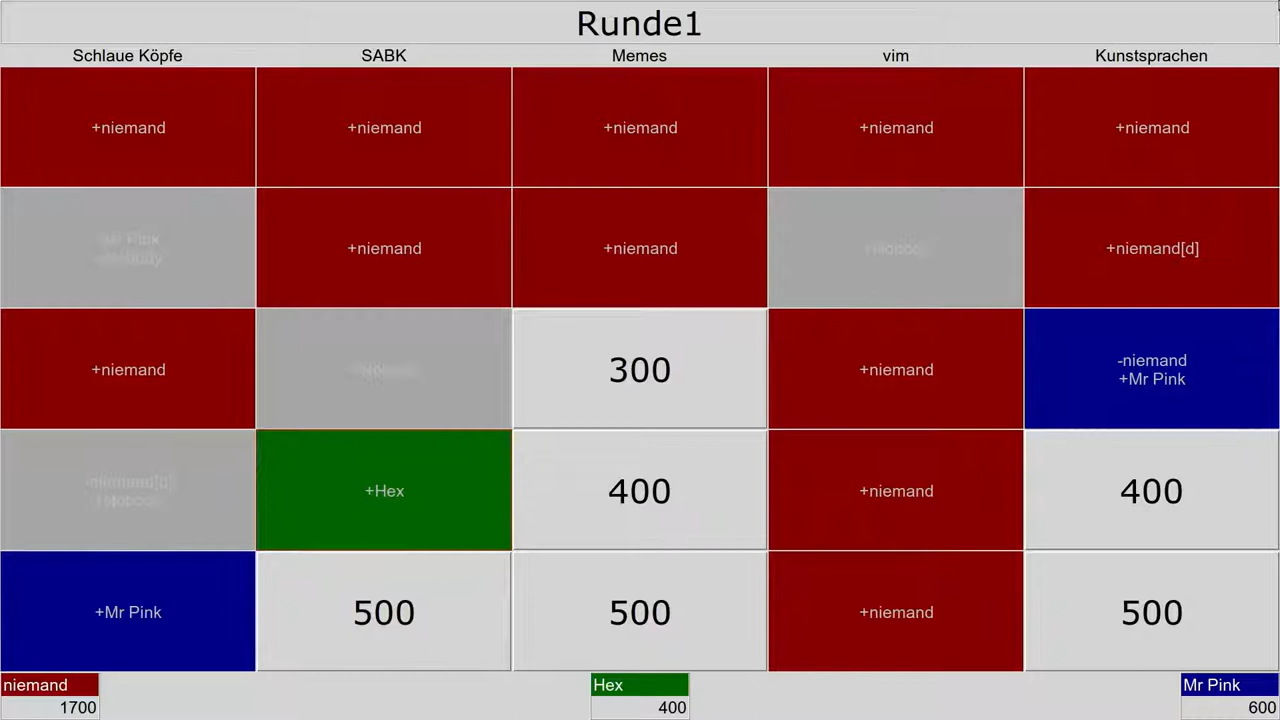 Runde1
Schlaue Köpfe SABK Memes vim Kunstsprachen
+niemand +niemand +niemand +niemand +niemand
+niemand +niemand +niemand[d]
+niemand 300 +niemand -niemand
+Mr Pink
+Hex 400 +niemand 400
+Mr Pink 500 500 +niemand 500
niemand Hex Mr Pink
1700 400 600